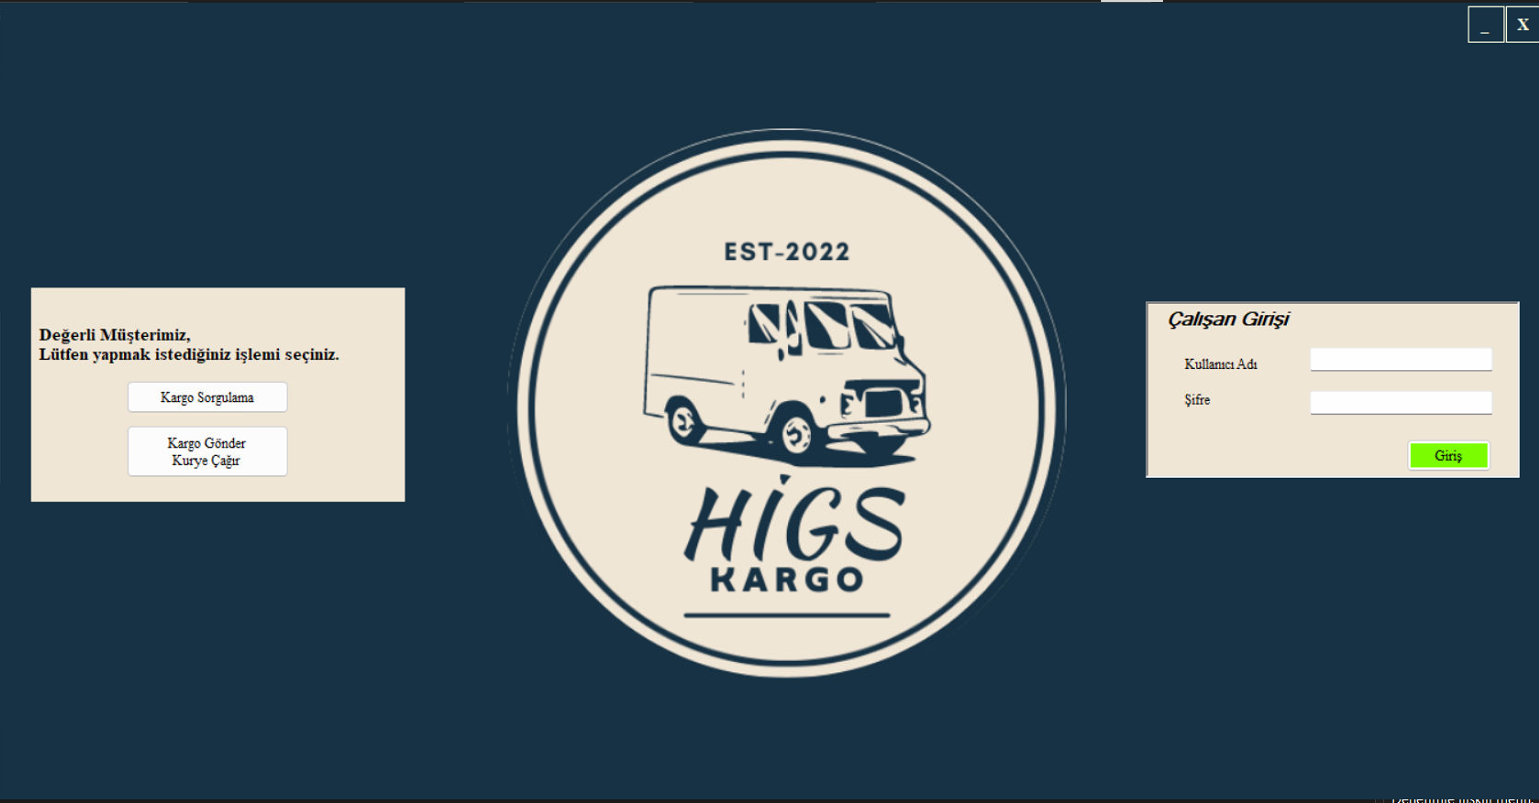 _ X
EST-2022
HİGS
KARGO
Değerli Müşterimiz,
Lütfen yapmak istediğiniz işlemi seçiniz.
Kargo Sorgulama
Kargo Gönder
Kurye Çağır
Çalışan Girişi
Kullanıcı Adı
Şifre
Giriş